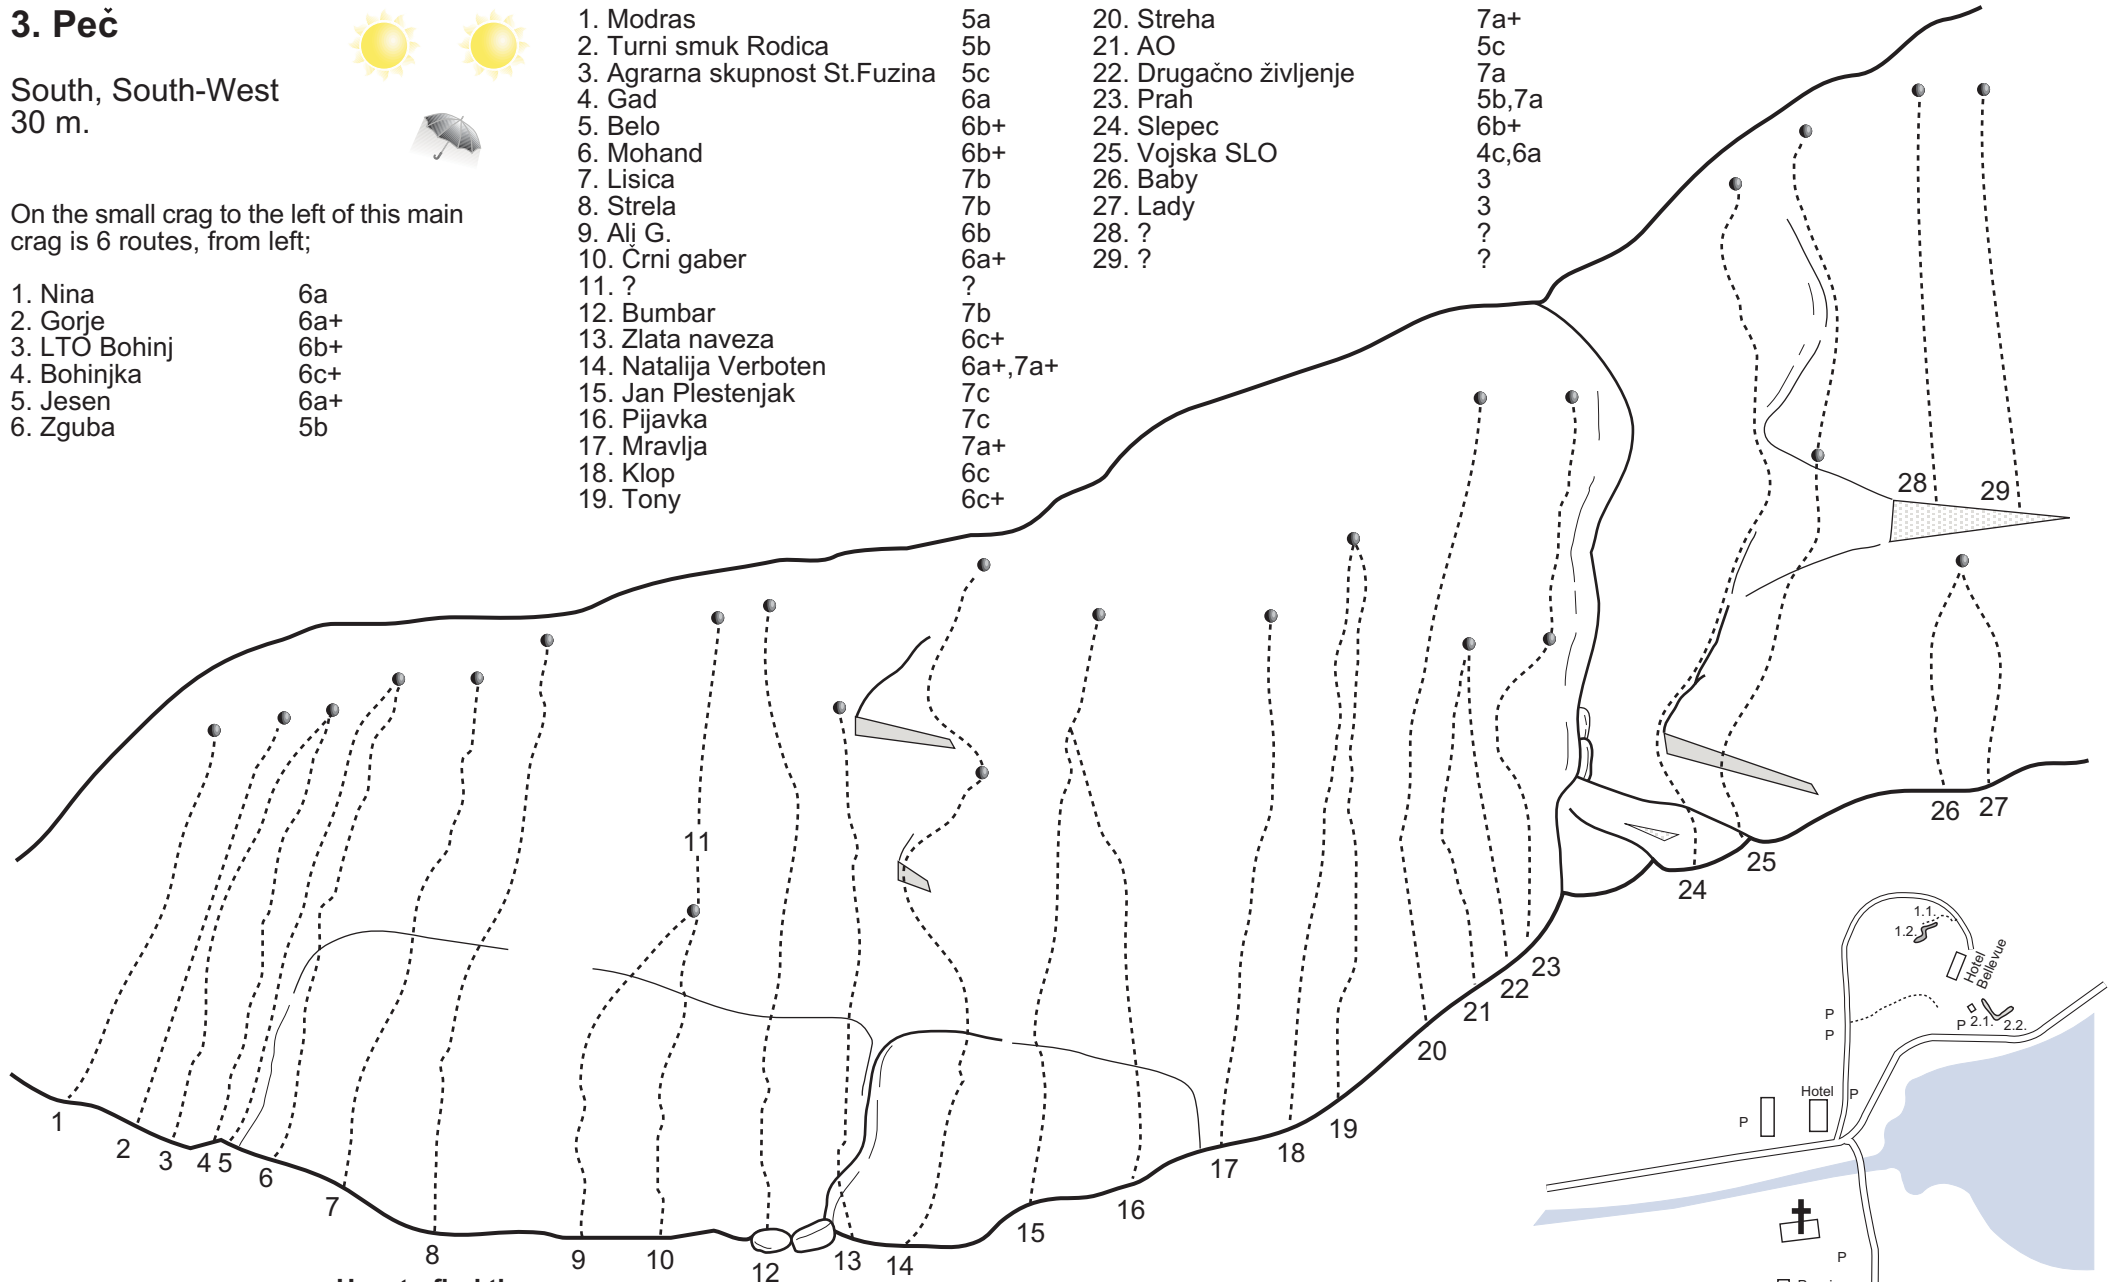 3. Peč
South, South-West
30 m.
On the small crag to the left of this main
crag is 6 routes, from left;
1. Nina 6a
2. Gorje 6a+
3. LTO Bohinj 6b+
4. Bohinjka 6c+
5. Jesen 6a+
6. Zguba 5b
1. Modras 5a
2. Turni smuk Rodica 5b
3. Agrarna skupnost St.Fuzina 5c
4. Gad 6a
5. Belo 6b+
6. Mohand 6b+
7. Lisica 7b
8. Strela 7b
9. Ali G. 6b
10. Črni gaber 6a+
11. ? ?
12. Bumbar 7b
13. Zlata naveza 6c+
14. Natalija Verboten 6a+,7a+
15. Jan Plestenjak 7c
16. Pijavka 7c
17. Mravlja 7a+
18. Klop 6c
19. Tony 6c+
20. Streha 7a+
21. AO 5c
22. Drugačno življenje 7a
23. Prah 5b,7a
24. Slepec 6b+
25. Vojska SLO 4c,6a
26. Baby 3
27. Lady 3
28. ? ?
29. ? ?
28
29
11
26
27
25
24
23
22
21
20
19
18
17
16
15
14
13
12
10
9
8
7
6
5
4
3
2
1
1.1.
1.2.
Hotel
Bellevue
P
P
P 2.1. 2.2.
Hotel P
P
P